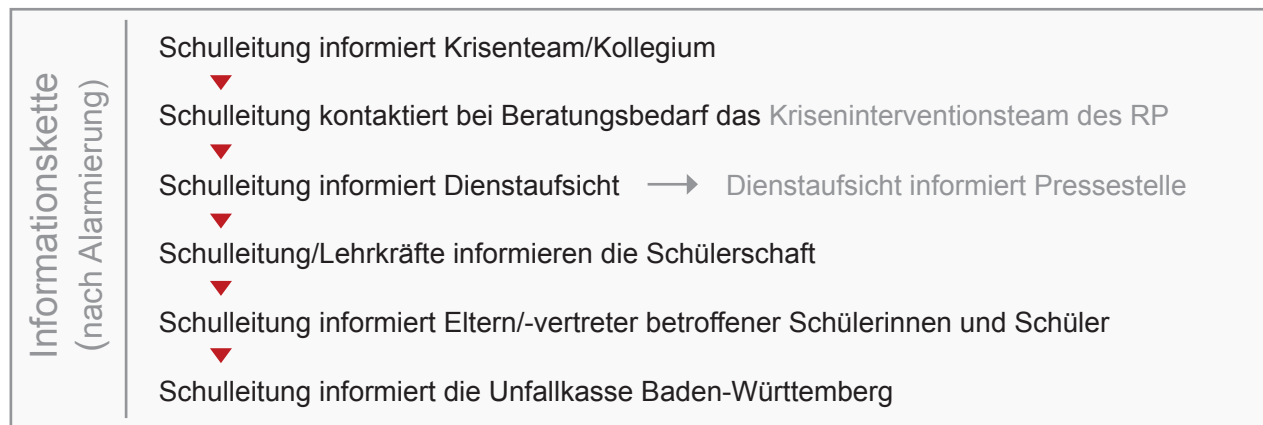 Informationskette
(nach Alarmierung)
Schulleitung informiert Krisenteam/Kollegium
Schulleitung kontaktiert bei Beratungsbedarf das Kriseninterventionsteam des RP
Schulleitung informiert Dienstaufsicht → Dienstaufsicht informiert Pressestelle
Schulleitung/Lehrkräfte informieren die Schülerschaft
Schulleitung informiert Eltern/-vertreter betroffener Schülerinnen und Schüler
Schulleitung informiert die Unfallkasse Baden-Württemberg